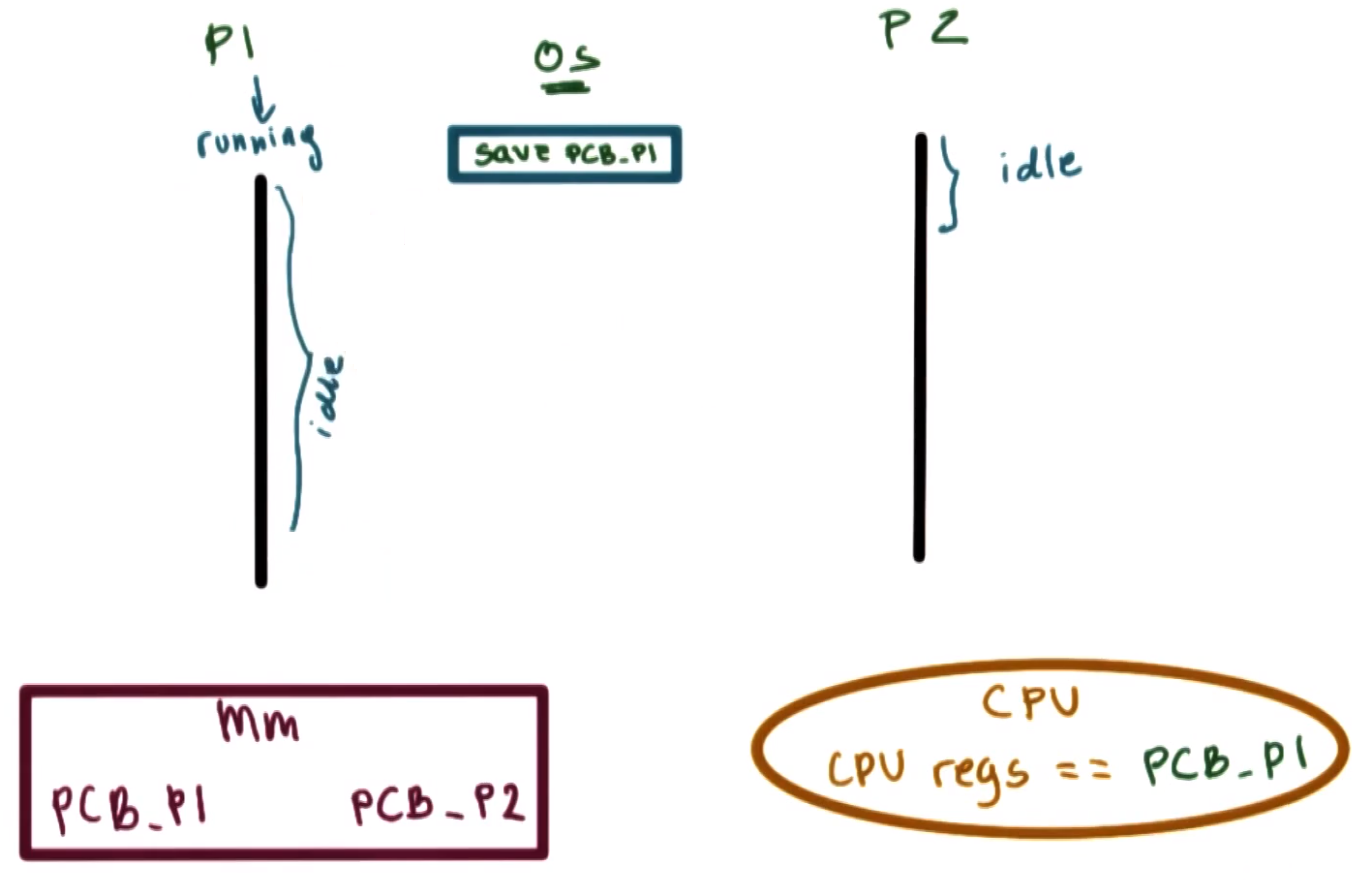 P1
OS
P2
running
save PCB_P1
idle
idle
mm
PCB_P1 PCB_P2
CPU
CPU regs == PCB_P1